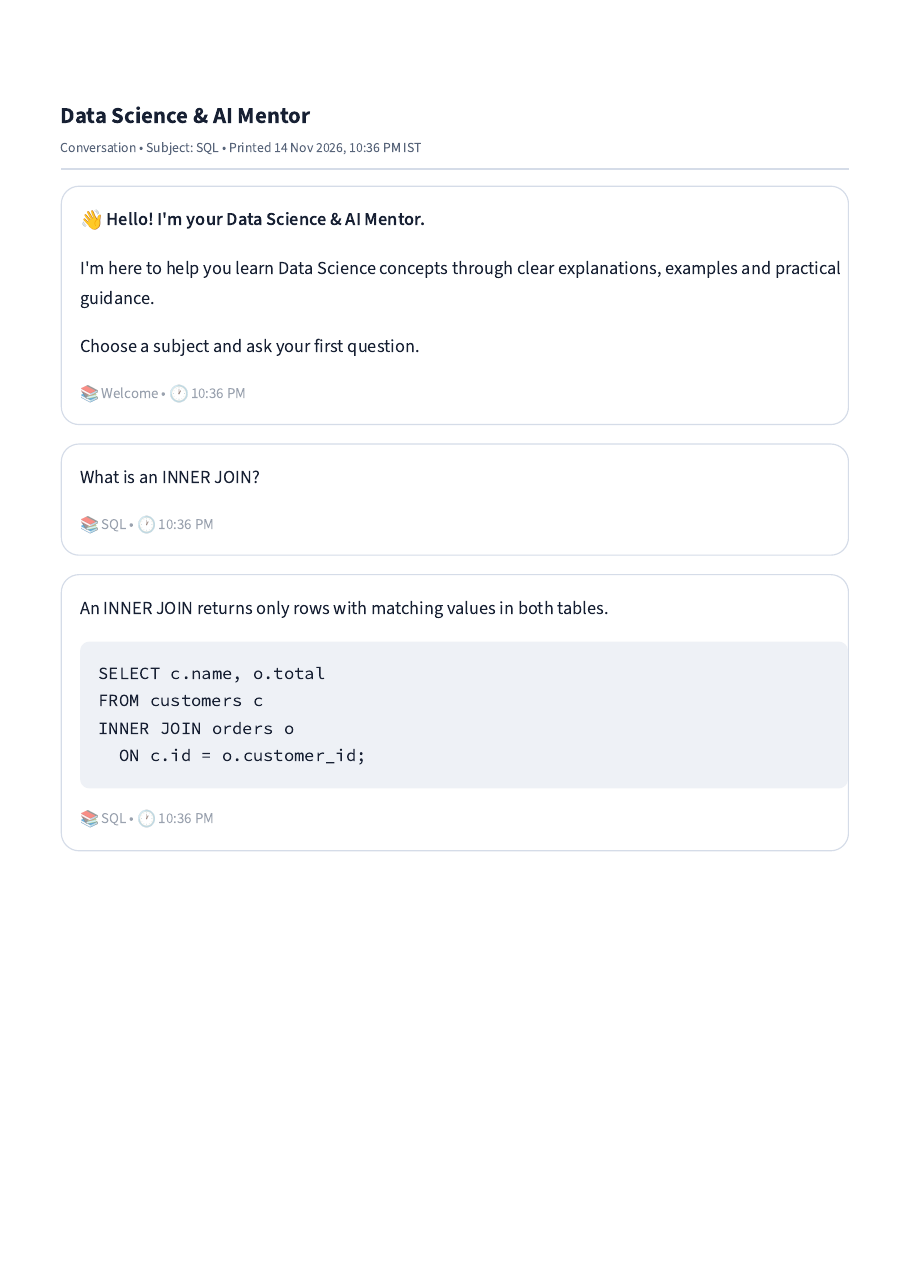 Data Science & AI Mentor
Conversation • Subject: SQL • Printed 14 Nov 2026, 10:36 PM IST
👋 Hello! I'm your Data Science & AI Mentor.
I'm here to help you learn Data Science concepts through clear explanations, examples and practical
guidance.
Choose a subject and ask your first question.
📚 Welcome • 🕐 10:36 PM
What is an INNER JOIN?
📚 SQL • 🕐 10:36 PM
An INNER JOIN returns only rows with matching values in both tables.
SELECT c.name, o.total
FROM customers c
INNER JOIN orders o
  ON c.id = o.customer_id;
📚 SQL • 🕐 10:36 PM